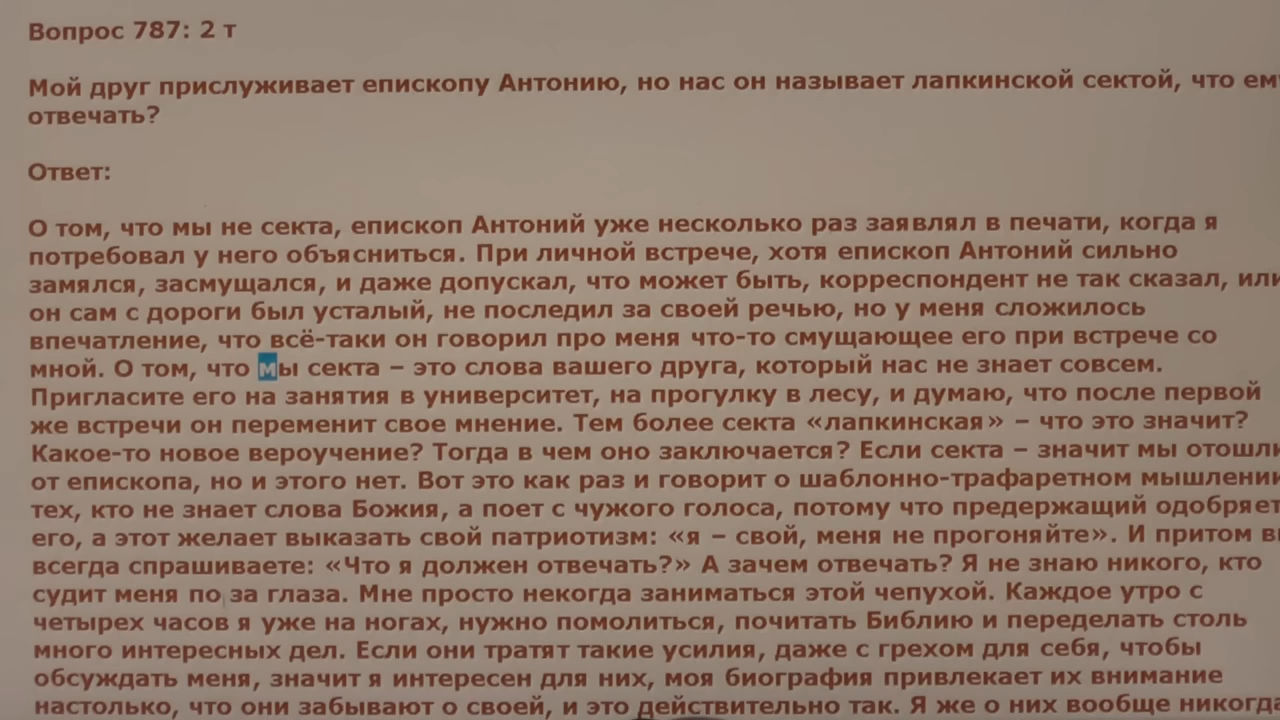 Вопрос 787: 2 т
Мой друг прислуживает епископу Антонию, но нас он называет лапкинской сектой, что ем
отвечать?
Ответ:
О том, что мы не секта, епископ Антоний уже несколько раз заявлял в печати, когда я
потребовал у него объясниться. При личной встрече, хотя епископ Антоний сильно
замялся, засмущался, и даже допускал, что может быть, корреспондент не так сказал, или
он сам с дороги был усталый, не последил за своей речью, но у меня сложилось
впечатление, что всё-таки он говорил про меня что-то смущающее его при встрече со
мной. О том, что мы секта – это слова вашего друга, который нас не знает совсем.
Пригласите его на занятия в университет, на прогулку в лесу, и думаю, что после первой
же встречи он переменит свое мнение. Тем более секта «лапкинская» – что это значит?
Какое-то новое вероучение? Тогда в чем оно заключается? Если секта – значит мы отошли
от епископа, но и этого нет. Вот это как раз и говорит о шаблонно-трафаретном мышлении
тех, кто не знает слова Божия, а поет с чужого голоса, потому что предержащий одобряет
его, а этот желает выказать свой патриотизм: «я – свой, меня не прогоняйте». И притом в
всегда спрашиваете: «Что я должен отвечать?» А зачем отвечать? Я не знаю никого, кто
судит меня по за глаза. Мне просто некогда заниматься этой чепухой. Каждое утро с
четырех часов я уже на ногах, нужно помолиться, почитать Библию и переделать столь
много интересных дел. Если они тратят такие усилия, даже с грехом для себя, чтобы
обсуждать меня, значит я интересен для них, моя биография привлекает их внимание
настолько, что они забывают о своей, и это действительно так. Я же о них вообще никогда